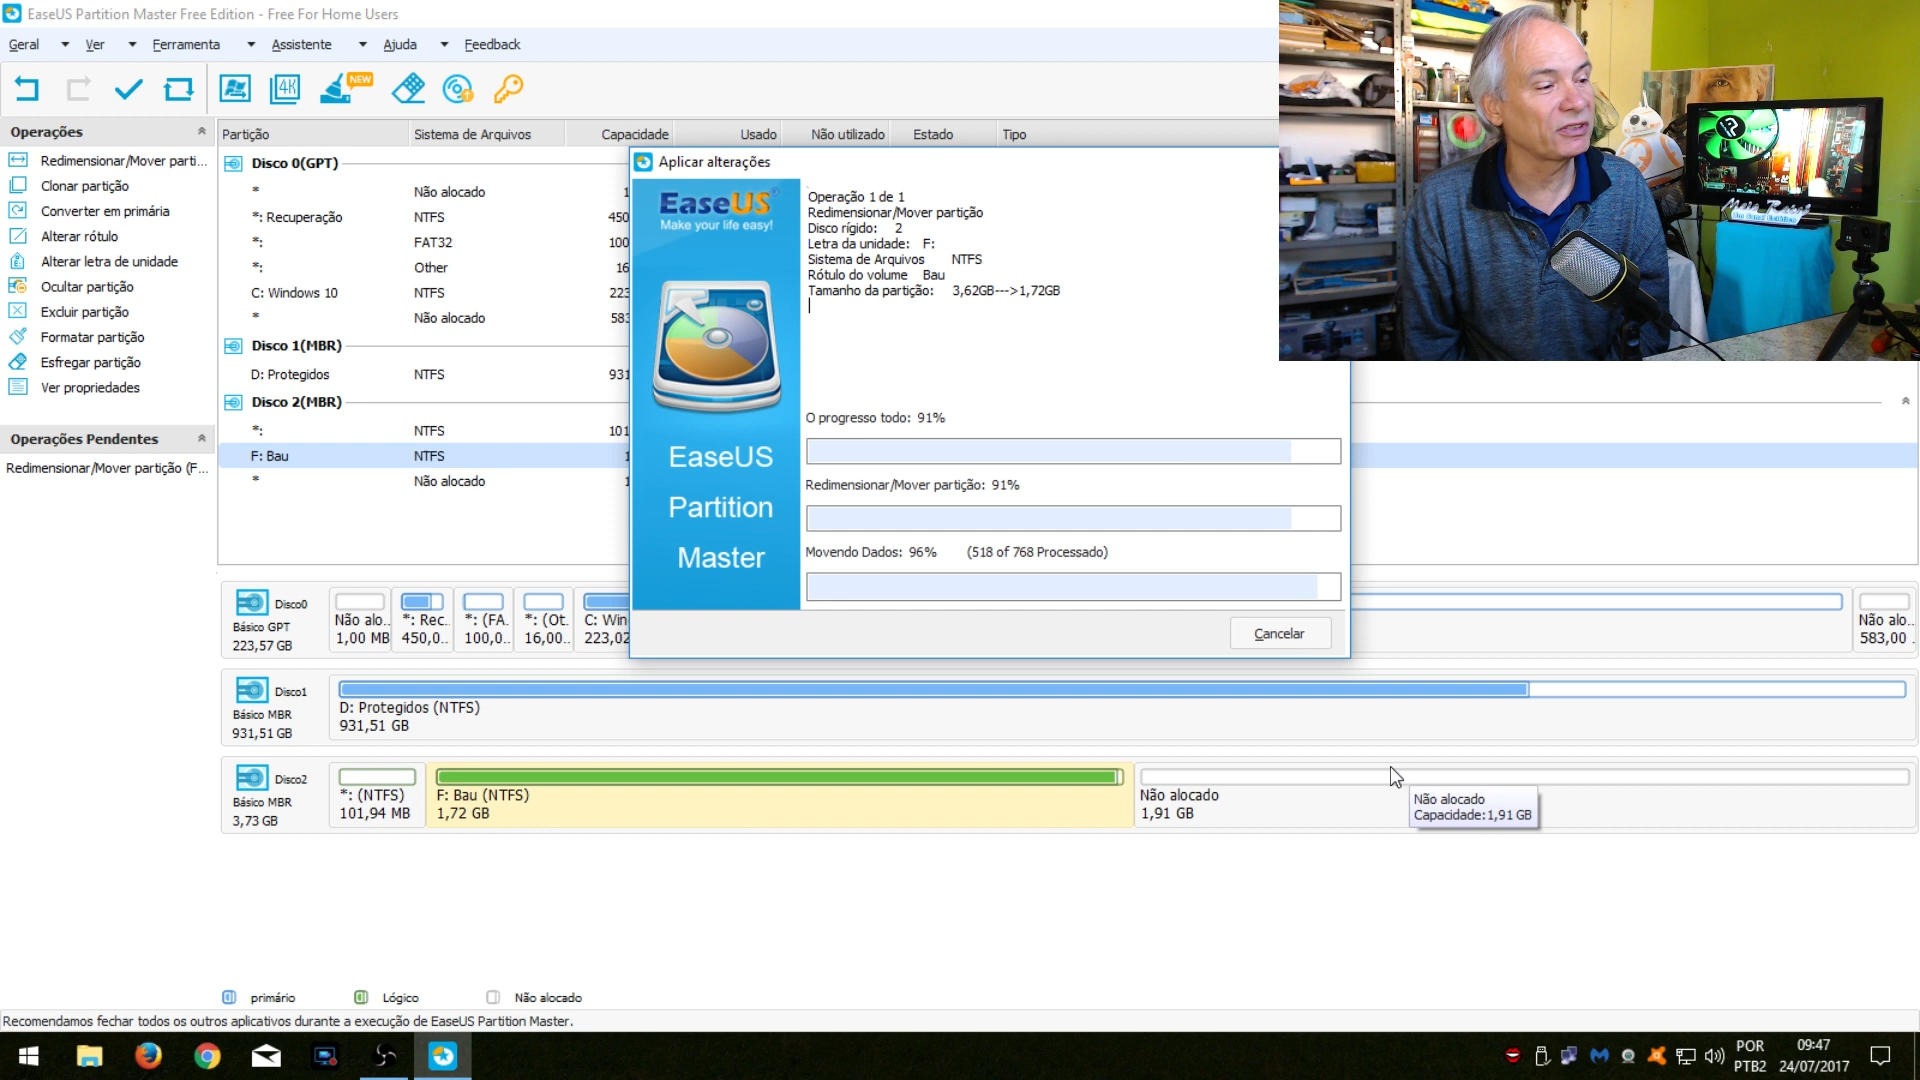 EaseUS Partition Master Free Edition - Free For Home Users
Geral Ver Ferramenta Assistente Ajuda Feedback
4K NEW
Operações
Redimensionar/Mover parti...
Clonar partição
Converter em primária
Alterar rótulo
Alterar letra de unidade
Ocultar partição
Excluir partição
Formatar partição
Esfregar partição
Ver propriedades
Operações Pendentes
Redimensionar/Mover partição (F...
Partição Sistema de Arquivos Capacidade Usado Não utilizado Estado Tipo
Disco 0(GPT)
* Não alocado 1
*: Recuperação NTFS 450
*: FAT32 100
*: Other 16
C: Windows 10 NTFS 223
* Não alocado 583
Disco 1(MBR)
D: Protegidos NTFS 931
Disco 2(MBR)
*: NTFS 101
F: Bau NTFS 1
* Não alocado 1
Aplicar alterações
EaseUS®
Make your life easy!
EaseUS
Partition
Master
Operação 1 de 1
Redimensionar/Mover partição
Disco rígido: 2
Letra da unidade: F:
Sistema de Arquivos NTFS
Rótulo do volume Bau
Tamanho da partição: 3,62GB--->1,72GB
O progresso todo: 91%
Redimensionar/Mover partição: 91%
Movendo Dados: 96% (518 of 768 Processado)
Cancelar
Disco0
Básico GPT
223,57 GB
Não alo..
1,00 MB
*: Rec..
450,0..
*: (FA.
100,0..
*: (Ot.
16,00..
C: Win
223,02
Não alo..
583,00
Disco1
Básico MBR
931,51 GB
D: Protegidos (NTFS)
931,51 GB
Disco2
Básico MBR
3,73 GB
*: (NTFS)
101,94 MB
F: Bau (NTFS)
1,72 GB
Não alocado
1,91 GB
Não alocado
Capacidade:1,91 GB
primário Lógico Não alocado
Recomendamos fechar todos os outros aplicativos durante a execução de EaseUS Partition Master.
POR
PTB2
09:47
24/07/2017